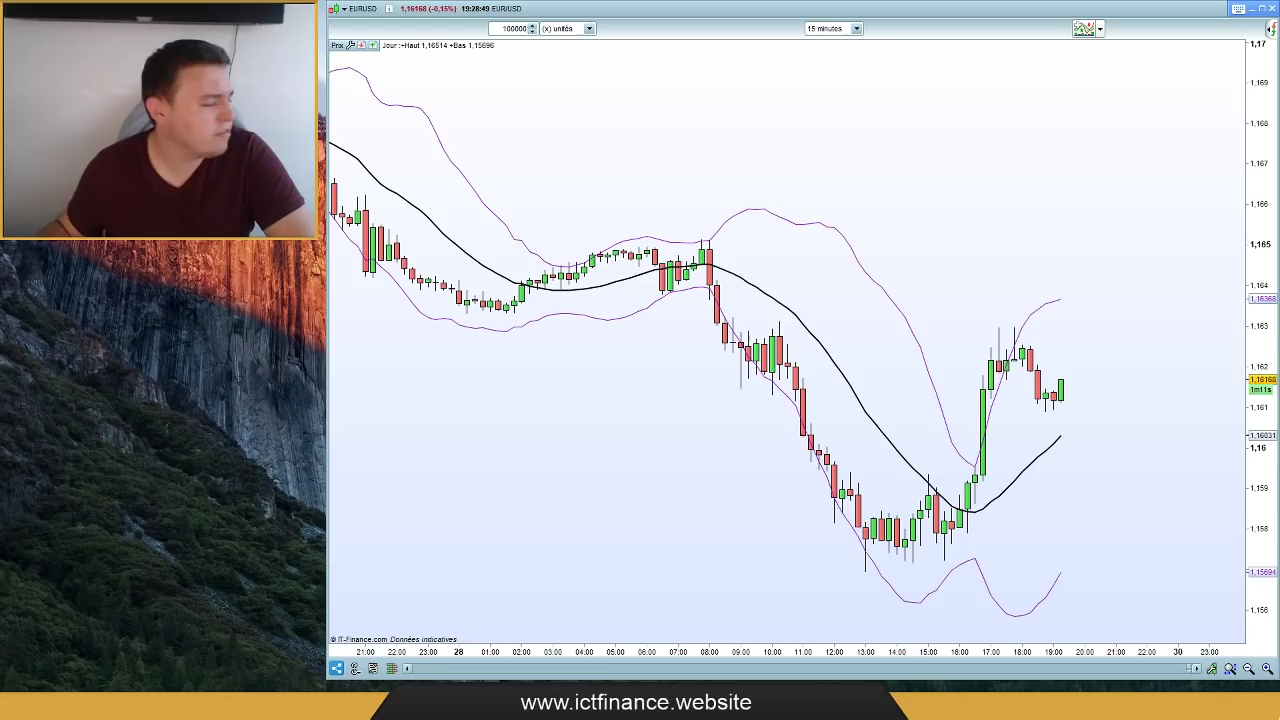 EURUSD 1,16168 (-0,15%) 19:28:49 EUR/USD
100000 (x) unités 15 minutes
Prix Jour :+Haut 1,16514 +Bas 1,15696
1,17
1,169
1,168
1,167
1,166
1,165
1,164
1,16368
1,163
1,162
1,16168
1m11s
1,161
1,16031
1,16
1,159
1,158
1,15694
1,156
© IT-Finance.com Données indicatives
21:00 22:00 23:00 28 01:00 02:00 03:00 04:00 05:00 06:00 07:00 08:00 09:00 10:00 11:00 12:00 13:00 14:00 15:00 16:00 17:00 18:00 19:00 20:00 21:00 22:00 30 23:00
www.ictfinance.website